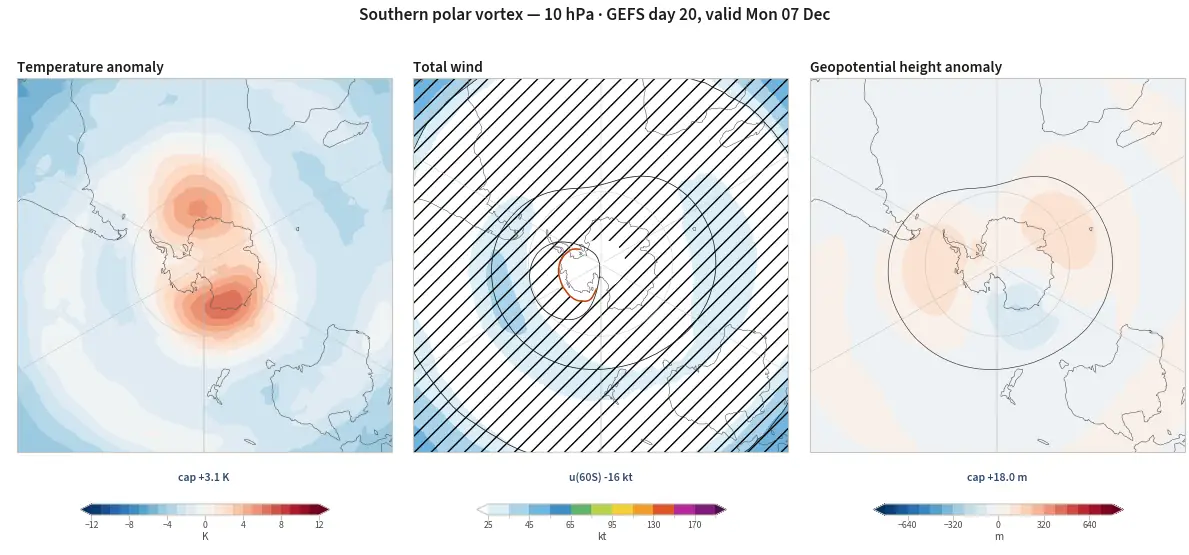 Southern polar vortex — 10 hPa · GEFS day 20, valid Mon 07 Dec
Temperature anomaly
Total wind
Geopotential height anomaly
cap +3.1 K
u(60S) -16 kt
cap +18.0 m
−12 −8 −4 0 4 8 12
K
25 45 65 95 130 170
kt
−640 −320 0 320 640
m